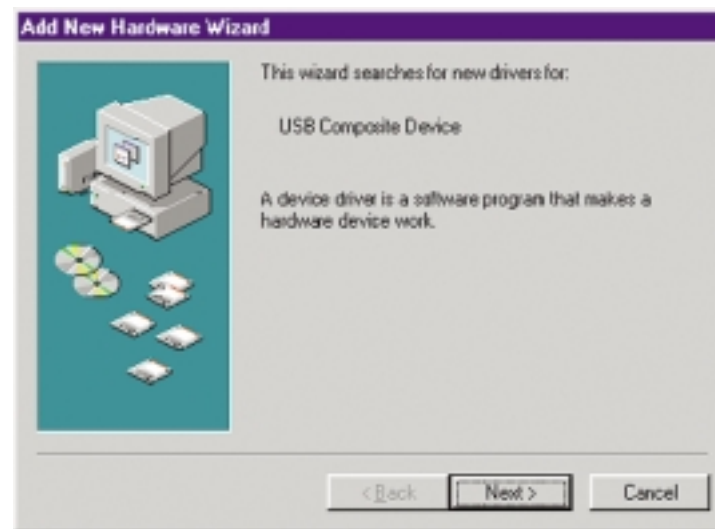 Add New Hardware Wizard
This wizard searches for new drivers for:
USB Composite Device
A device driver is a software program that makes a
hardware device work.
< Back
Next >
Cancel